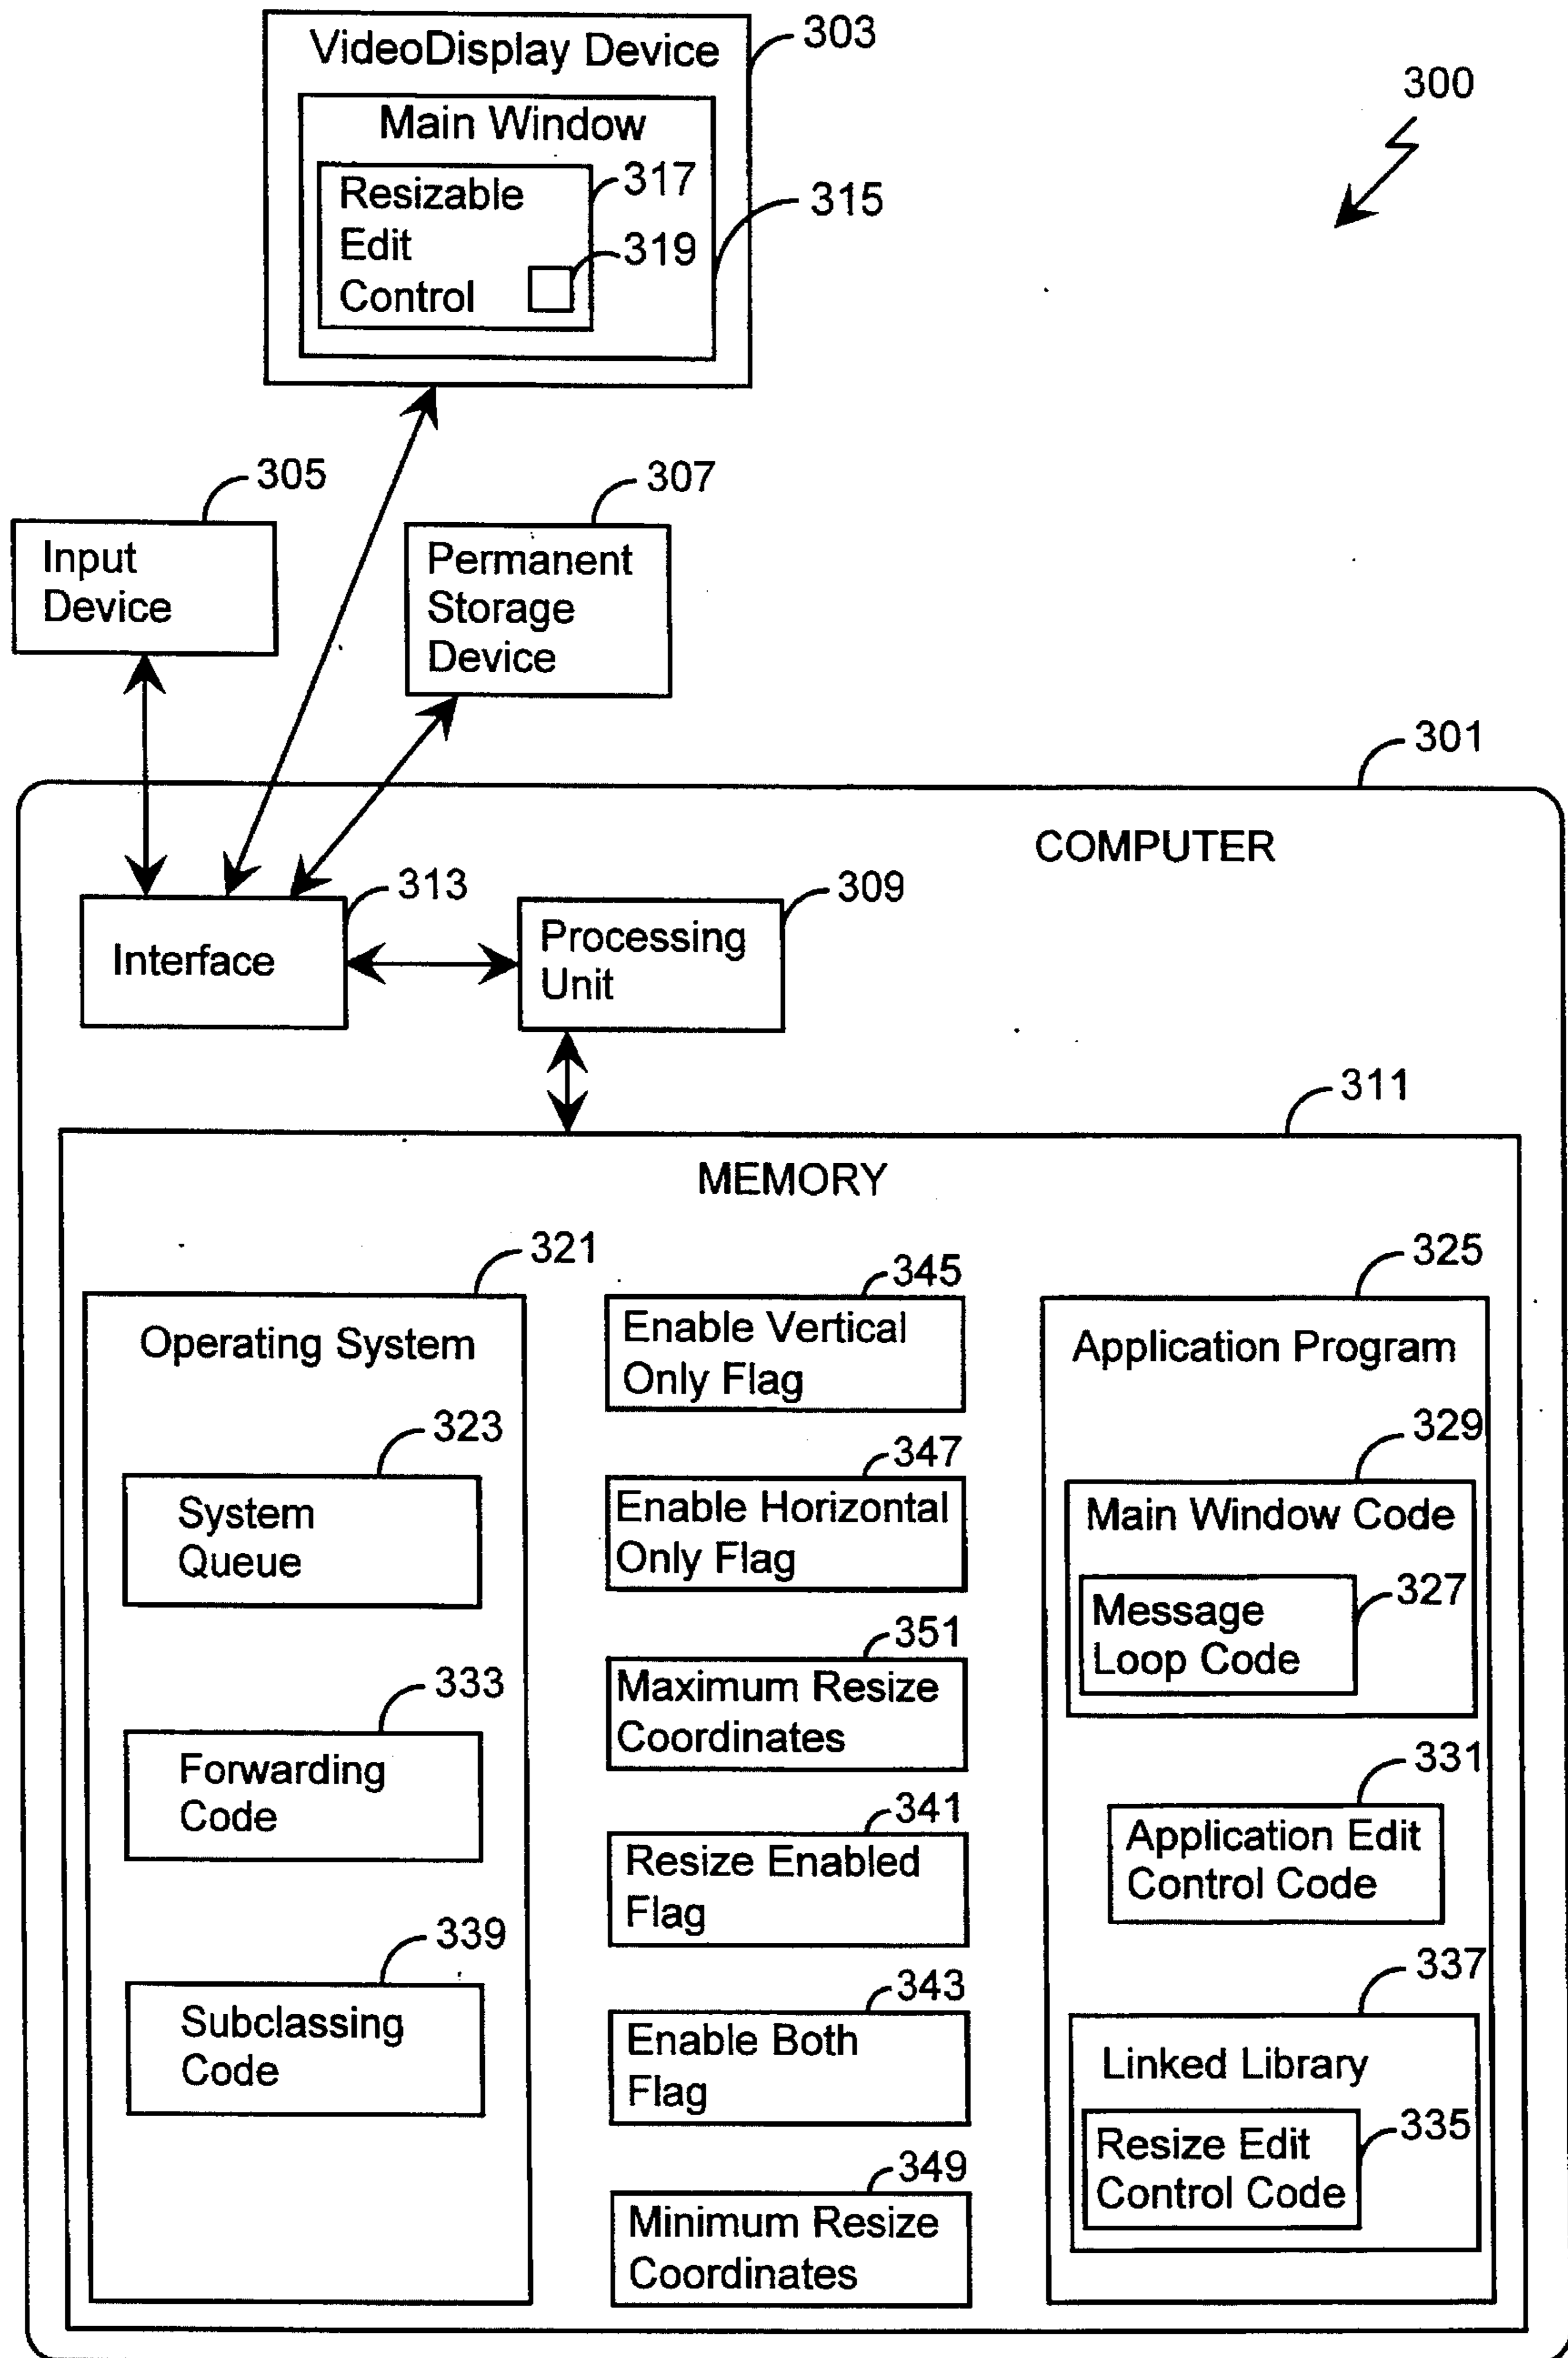 VideoDisplay Device
303
300
Main Window
Resizable
Edit
Control
317
315
319
305
307
Input
Device
Permanent
Storage
Device
301
COMPUTER
313
309
Interface
Processing
Unit
311
MEMORY
321
Operating System
323
System
Queue
333
Forwarding
Code
339
Subclassing
Code
345
Enable Vertical
Only Flag
347
Enable Horizontal
Only Flag
351
Maximum Resize
Coordinates
341
Resize Enabled
Flag
343
Enable Both
Flag
349
Minimum Resize
Coordinates
325
Application Program
329
Main Window Code
327
Message
Loop Code
331
Application Edit
Control Code
337
Linked Library
335
Resize Edit
Control Code